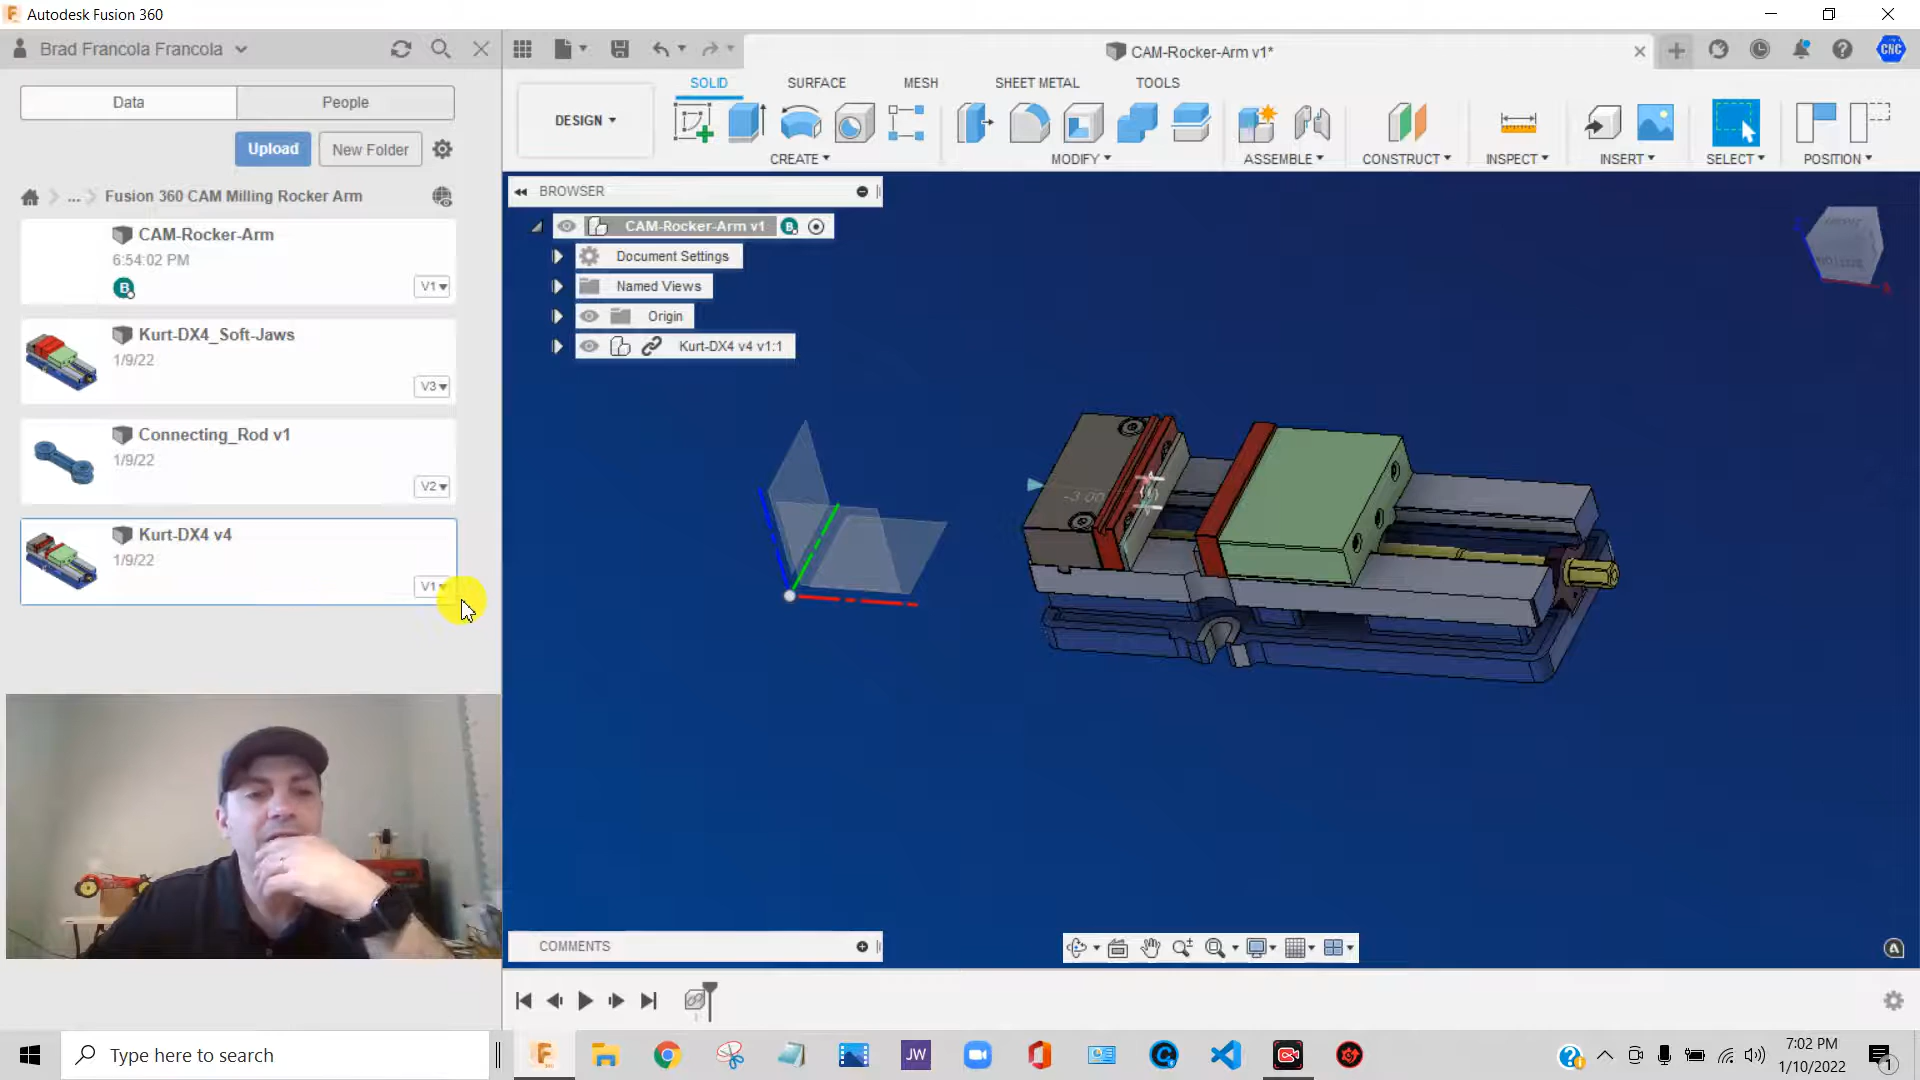 Autodesk Fusion 360
Brad Francola Francola
CAM-Rocker-Arm v1*
CNC
Data
People
Upload
New Folder
... Fusion 360 CAM Milling Rocker Arm
CAM-Rocker-Arm
6:54:02 PM
B
V1
Kurt-DX4_Soft-Jaws
1/9/22
V3
Connecting_Rod v1
1/9/22
V2
Kurt-DX4 v4
1/9/22
V1
SOLID
SURFACE
MESH
SHEET METAL
TOOLS
DESIGN
CREATE
MODIFY
ASSEMBLE
CONSTRUCT
INSPECT
INSERT
SELECT
POSITION
BROWSER
CAM-Rocker-Arm v1
B
Document Settings
Named Views
Origin
Kurt-DX4 v4 v1:1
-3.00
COMMENTS
Type here to search
JW
7:02 PM
1/10/2022
1